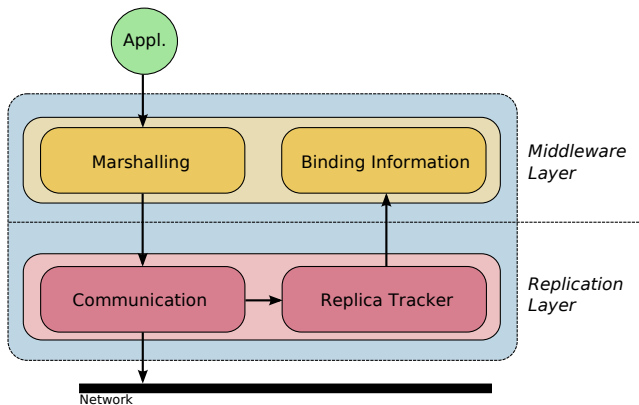 Appl.
Marshalling
Binding Information
Middleware
Layer
Communication
Replica Tracker
Replication
Layer
Network